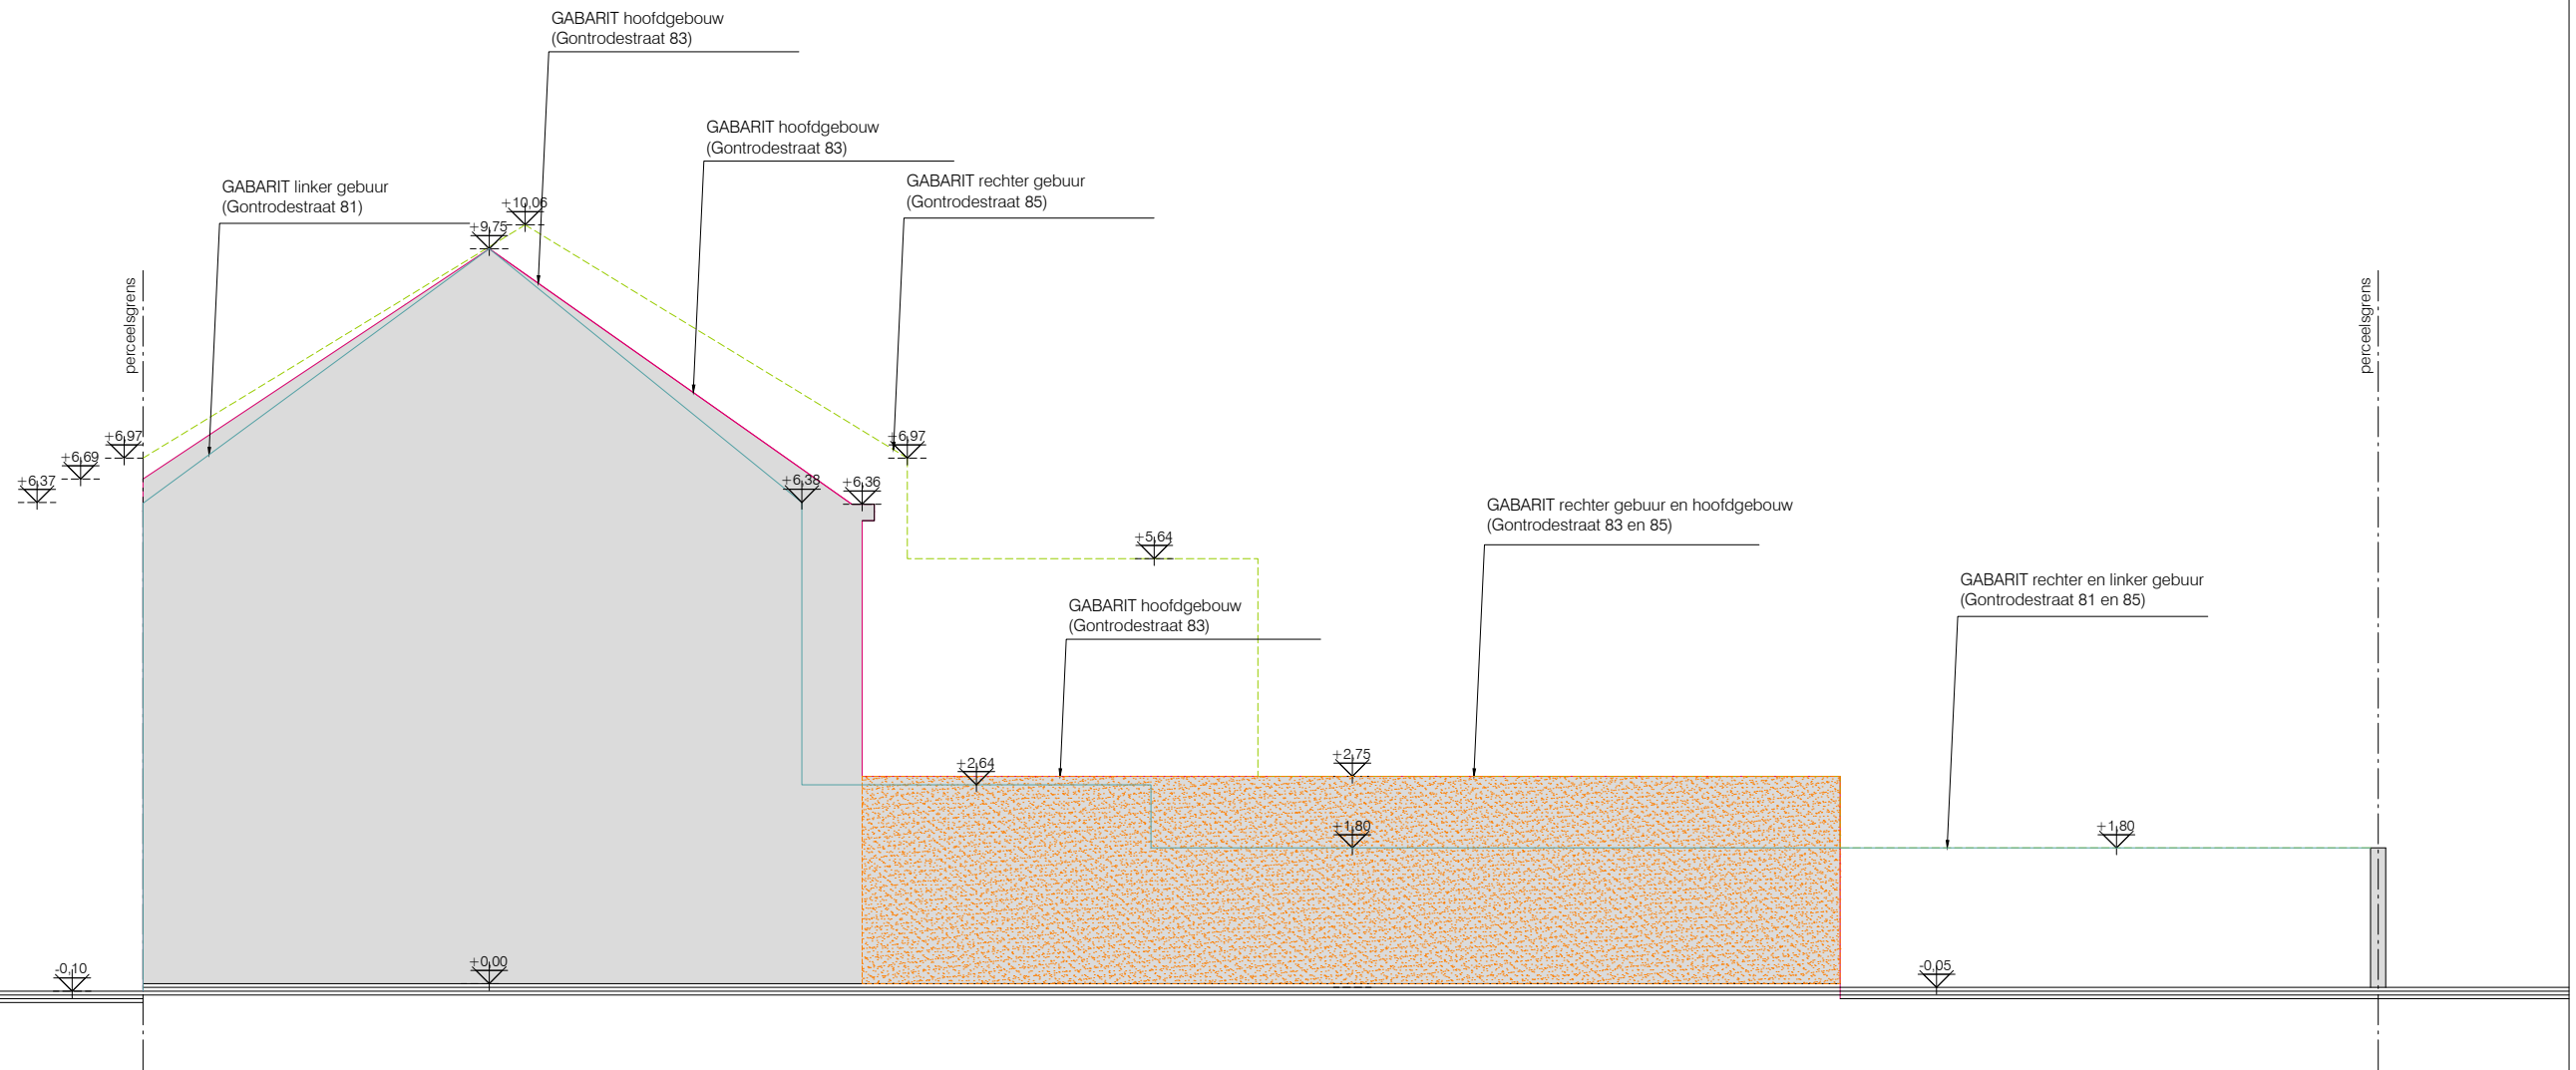 GABARIT hoofdgebouw
(Gontrodestraat 83)
GABARIT hoofdgebouw
(Gontrodestraat 83)
GABARIT linker gebuur
(Gontrodestraat 81)
GABARIT rechter gebuur
(Gontrodestraat 85)
+10,06
+9,75
perceelsgrens
perceelsgrens
+6,97
+6,69
+6,37
+6,97
+6,38
+6,36
GABARIT rechter gebuur en hoofdgebouw
(Gontrodestraat 83 en 85)
+5,64
GABARIT rechter en linker gebuur
(Gontrodestraat 81 en 85)
GABARIT hoofdgebouw
(Gontrodestraat 83)
+2,64
+2,75
+1,80
+1,80
-0,10
+0,00
-0,05